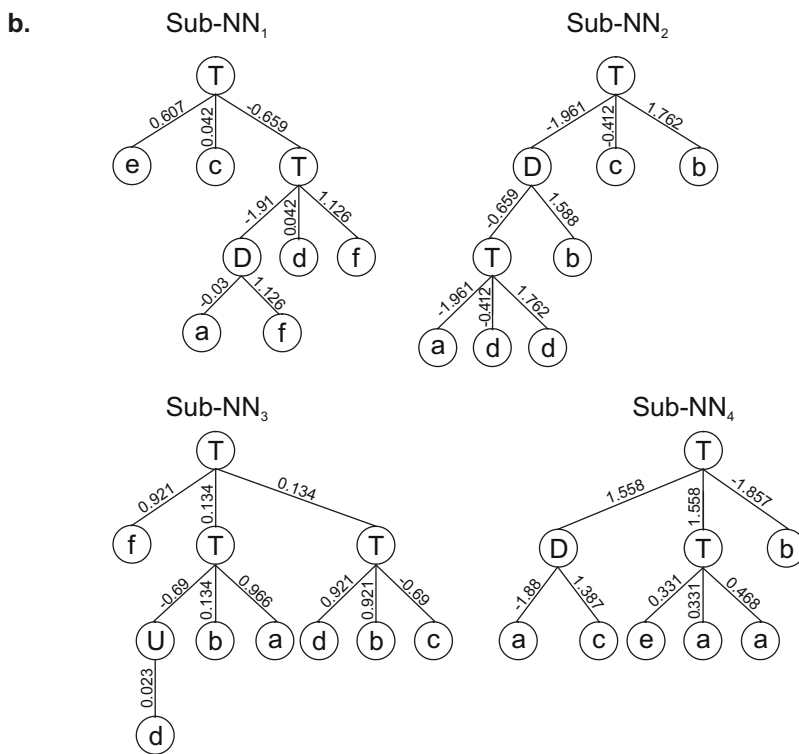 b.
Sub-NN₁ Sub-NN₂
T T
0.607 0.042 -0.659 -1.961 -0.412 1.762
e c T D c b
-1.91 0.042 1.126 -0.659 1.588
D d f T b
-0.03 1.126 -1.961 -0.412 1.762
a f a d d
Sub-NN₃ Sub-NN₄
T T
0.921 0.134 0.134 1.558 1.558 -1.857
f T T D T b
-0.69 0.134 0.966 0.921 0.921 -0.69 -1.88 1.387 0.331 0.331 0.468
U b a d b c a c e a a
0.023
d